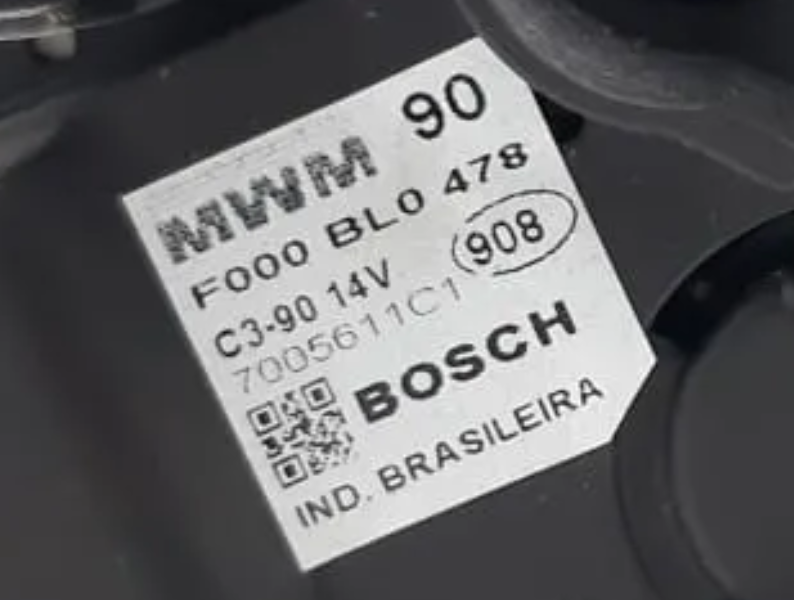 MWM 90
F000 BL0 478
C3-90 14V 908
7005611C1
BOSCH
IND. BRASILEIRA